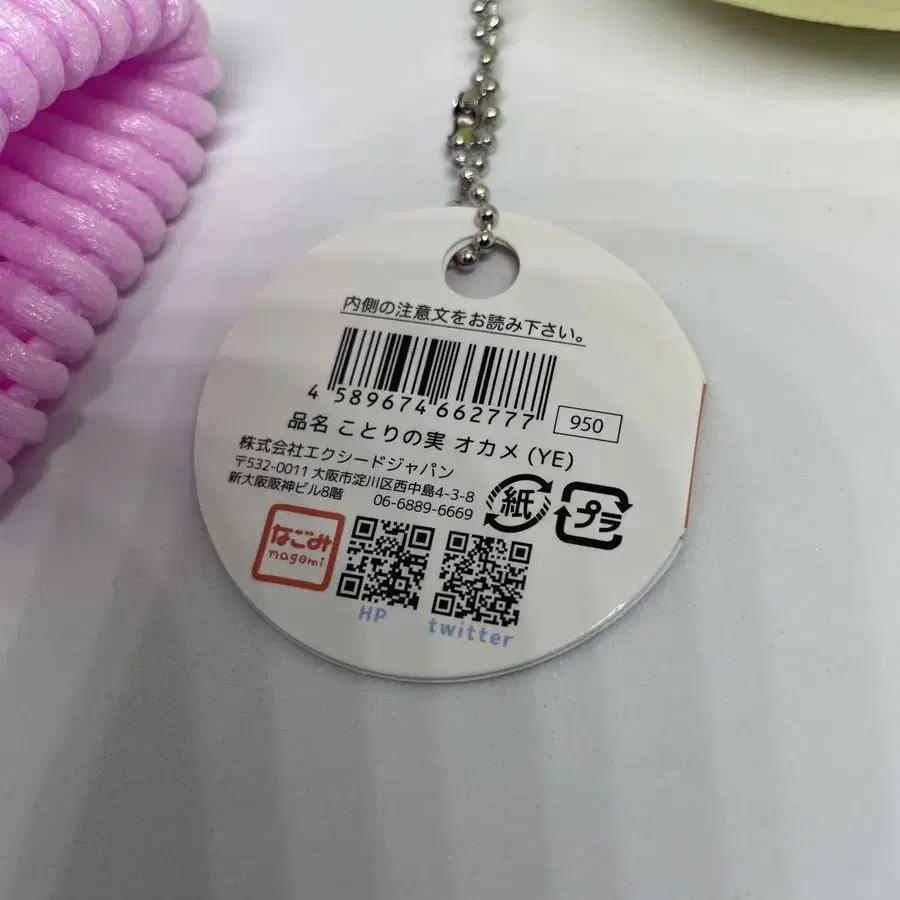 内側の注意文をお読み下さい。
4 589674 662777
950
品名 ことりの実 オカメ (YE)
株式会社エクシードジャパン
〒532-0011 大阪市淀川区西中島4-3-8
新大阪阪神ビル8階 06-6889-6669
紙
プラ
なごみ
nagomi
HP
twitter